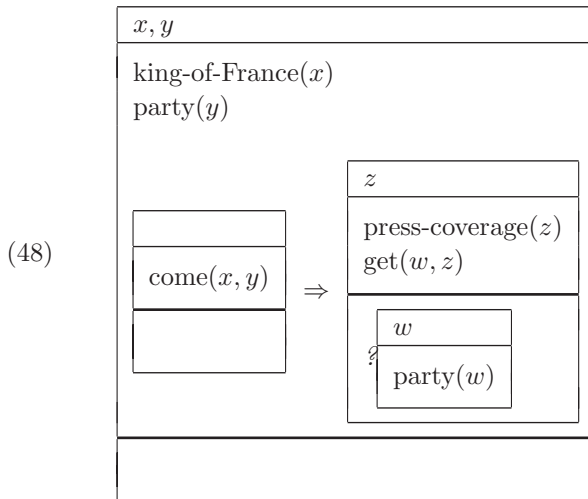 x, y
king-of-France(x)
party(y)
(48)
come(x, y)
⇒
z
press-coverage(z)
get(w, z)
?
w
party(w)